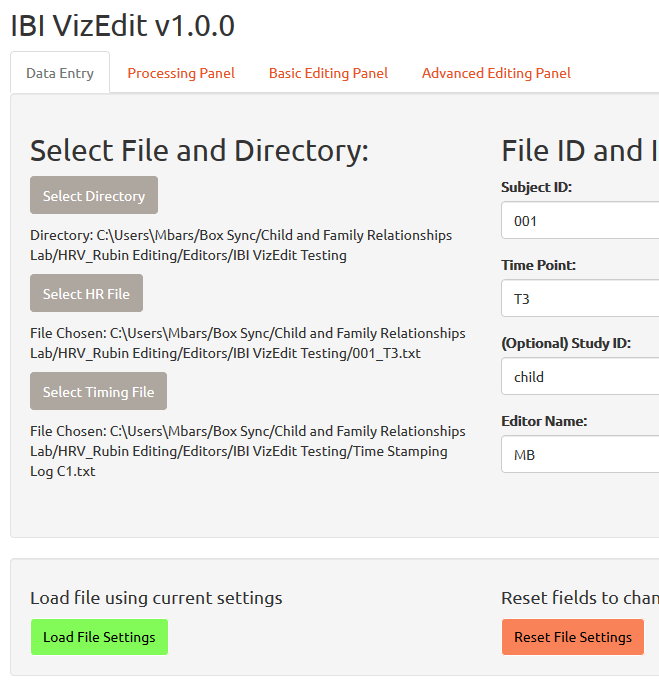 IBI VizEdit v1.0.0
Data Entry
Processing Panel
Basic Editing Panel
Advanced Editing Panel
Select File and Directory:
Select Directory
Directory: C:\Users\Mbars/Box Sync/Child and Family Relationships
Lab/HRV_Rubin Editing/Editors/IBI VizEdit Testing
Select HR File
File Chosen: C:\Users\Mbars/Box Sync/Child and Family Relationships
Lab/HRV_Rubin Editing/Editors/IBI VizEdit Testing/001_T3.txt
Select Timing File
File Chosen: C:\Users\Mbars/Box Sync/Child and Family Relationships
Lab/HRV_Rubin Editing/Editors/IBI VizEdit Testing/Time Stamping
Log C1.txt
File ID and I
Subject ID:
001
Time Point:
T3
(Optional) Study ID:
child
Editor Name:
MB
Load file using current settings
Load File Settings
Reset fields to chan
Reset File Settings